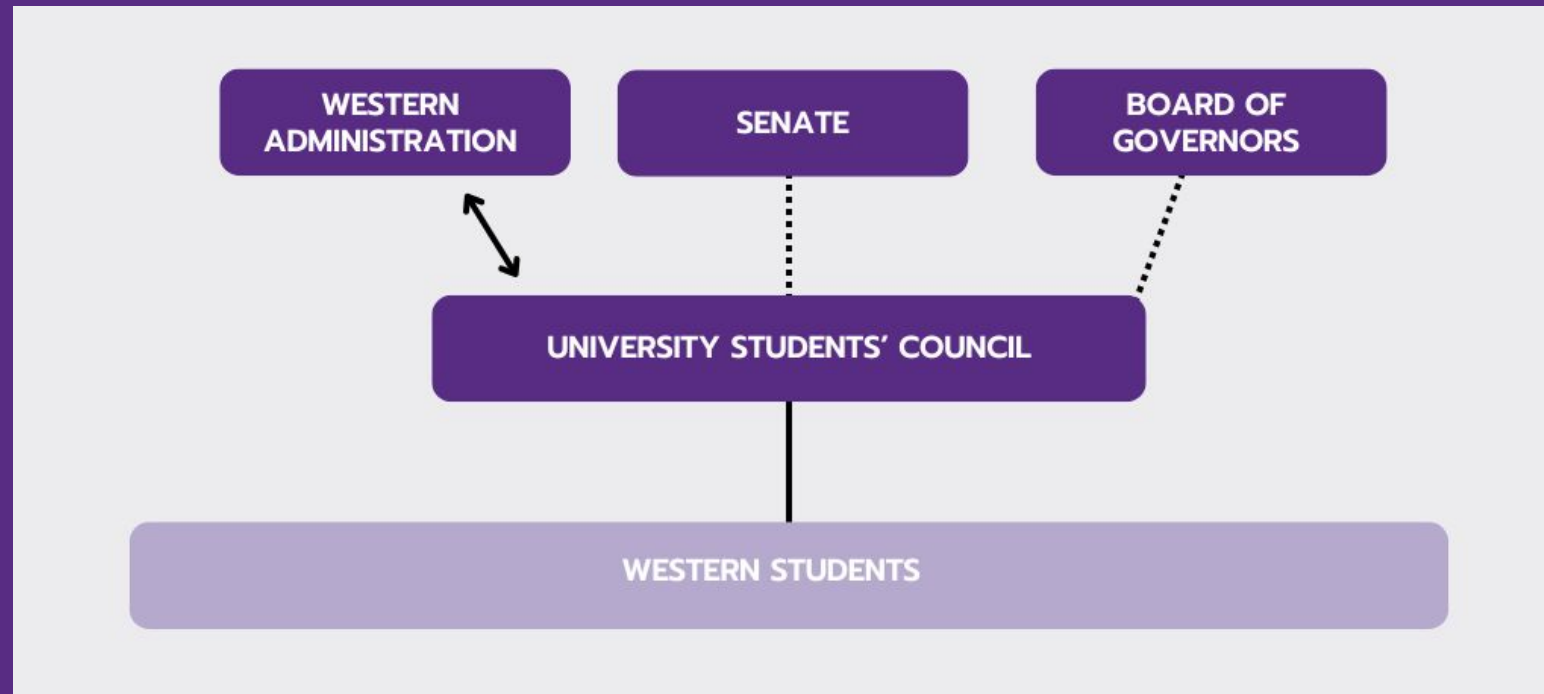 WESTERN
ADMINISTRATION
SENATE
BOARD OF
GOVERNORS
UNIVERSITY STUDENTS’ COUNCIL
WESTERN STUDENTS